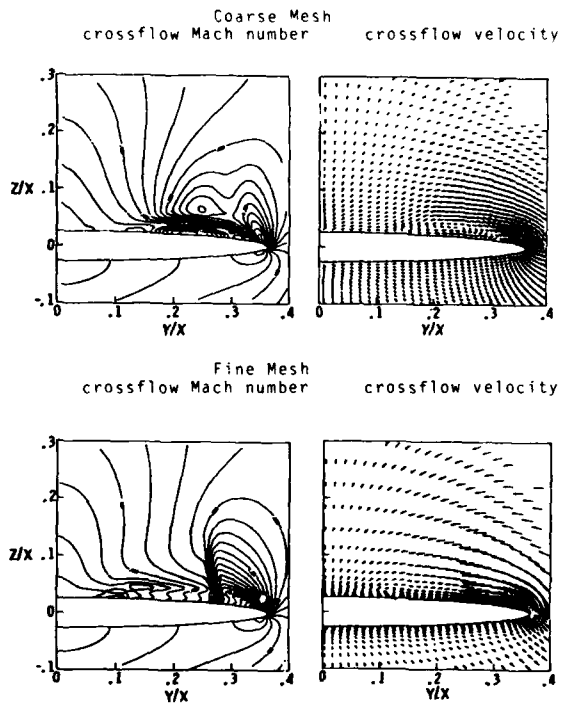 Coarse Mesh
crossflow Mach number crossflow velocity
.3
.2
.1
Z/X
0
-.1
0 .1 .2 .3 .4
Y/X
0 .1 .2 .3 .4
Y/X
Fine Mesh
crossflow Mach number crossflow velocity
.3
.2
.1
Z/X
0
-.1
0 .1 .2 .3 .4
Y/X
0 .1 .2 .3 .4
Y/X